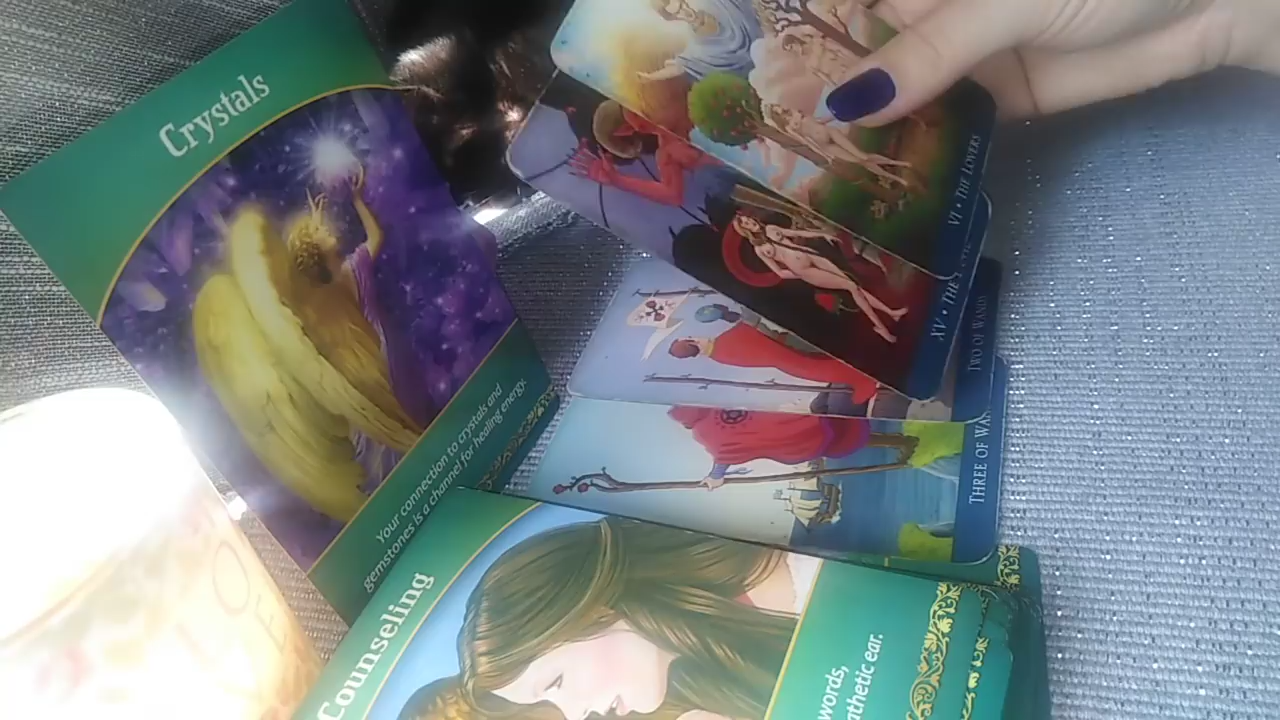 Crystals
Your connection to crystals and
gemstones is a channel for healing energy.
VI • THE LOVERS
XV • THE
TWO OF WANDS
THREE OF WAN
Counseling
words,
athetic ear.